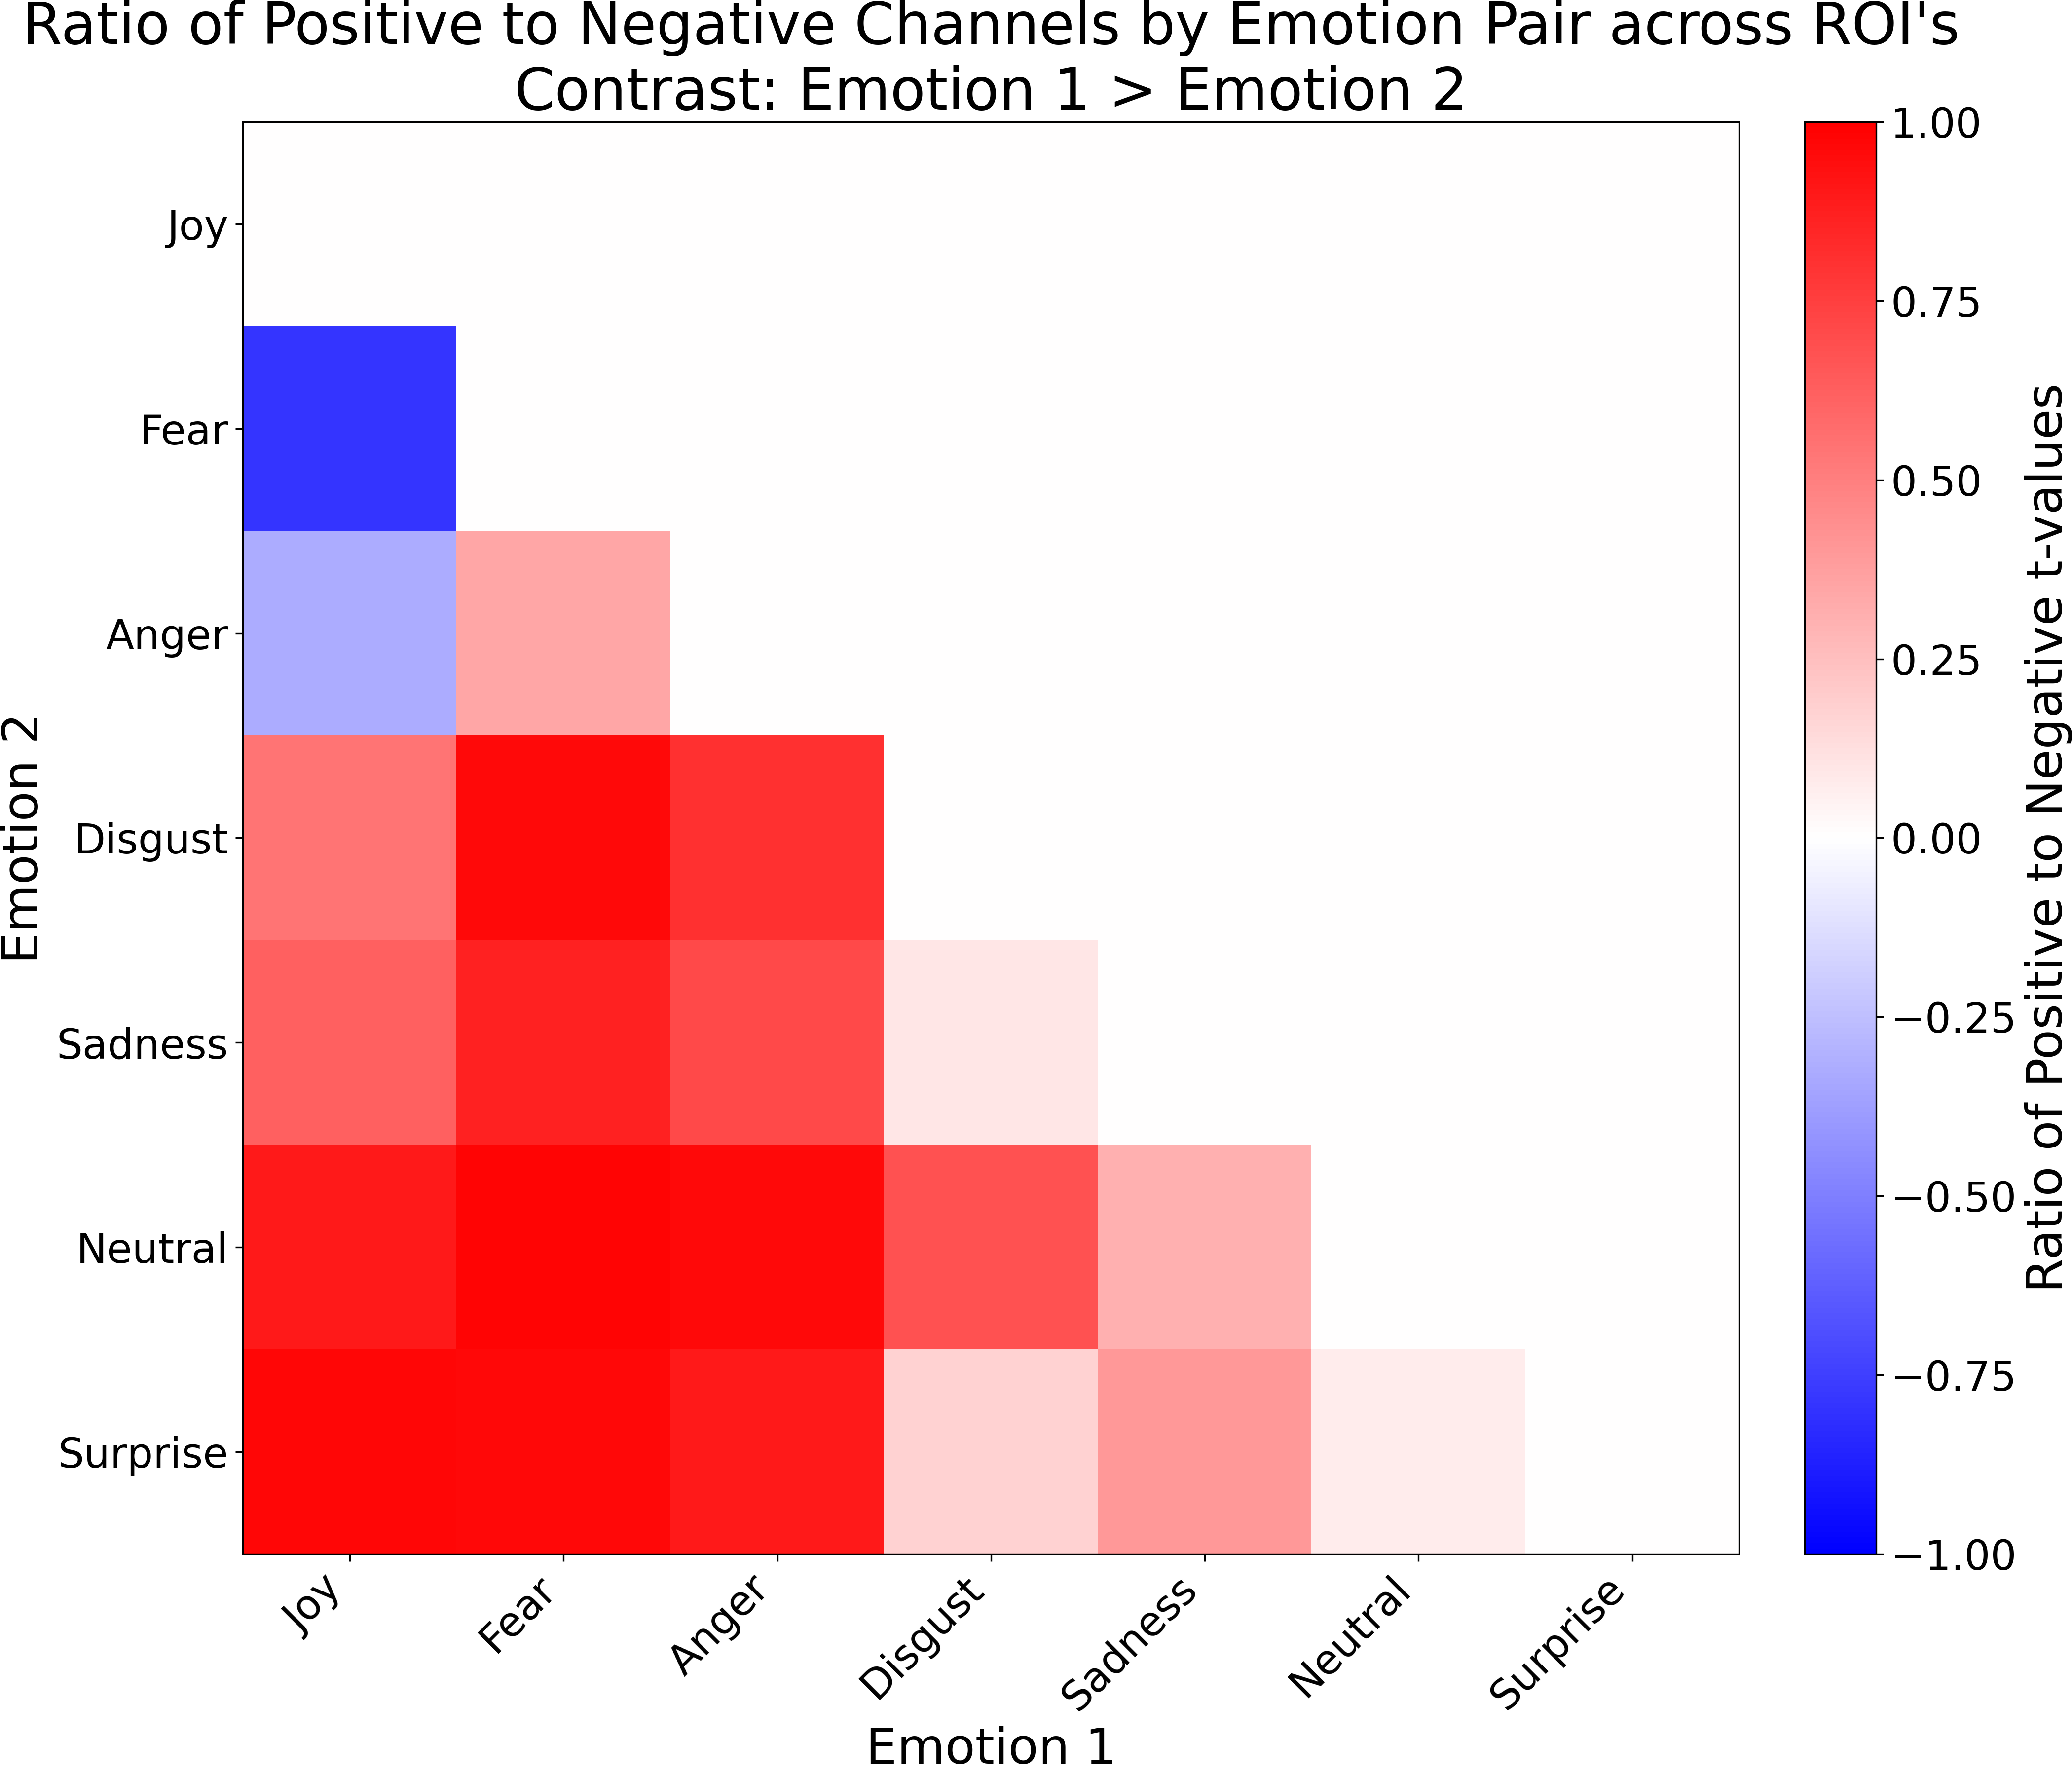 Ratio of Positive to Negative Channels by Emotion Pair across ROI's
Contrast: Emotion 1 > Emotion 2
Emotion 2
Joy
Fear
Anger
Disgust
Sadness
Neutral
Surprise
Joy
Fear
Anger
Disgust
Sadness
Neutral
Surprise
Emotion 1
1.00
0.75
0.50
0.25
0.00
−0.25
−0.50
−0.75
−1.00
Ratio of Positive to Negative t-values